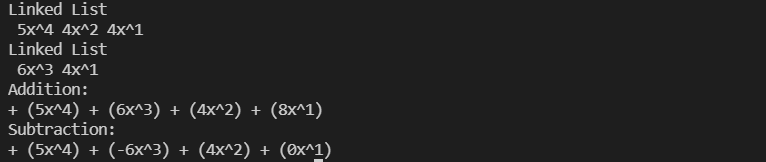 Linked List
5x^4 4x^2 4x^1
Linked List
6x^3 4x^1
Addition:
+ (5x^4) + (6x^3) + (4x^2) + (8x^1)
Subtraction:
+ (5x^4) + (-6x^3) + (4x^2) + (0x^1)